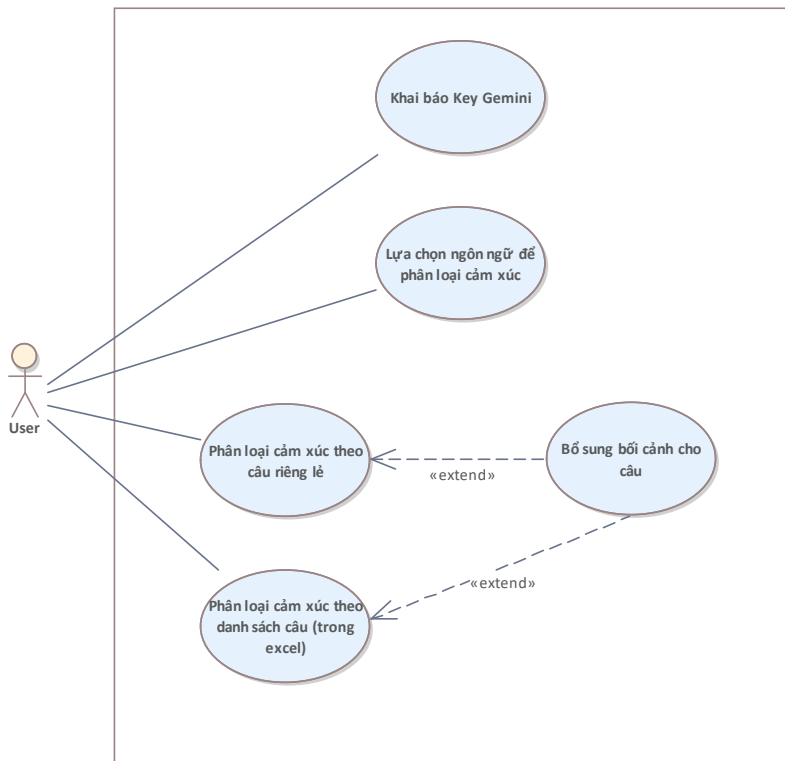 Khai báo Key Gemini
Lựa chọn ngôn ngữ để
phân loại cảm xúc
User
Phân loại cảm xúc theo
câu riêng lẻ
«extend»
Bổ sung bối cảnh cho
câu
Phân loại cảm xúc theo
danh sách câu (trong
excel)
«extend»